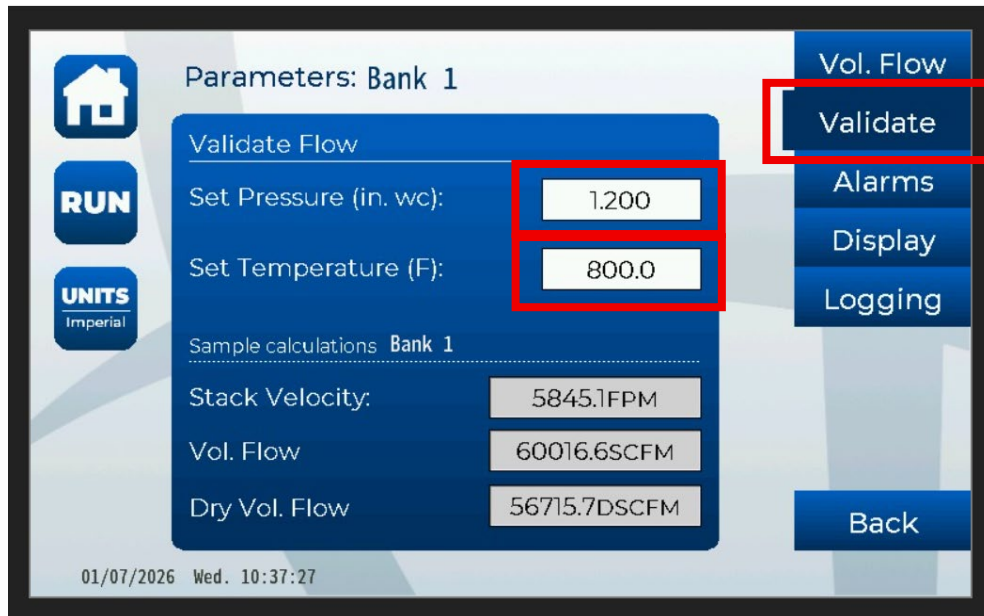 Parameters: Bank 1
Vol. Flow
Validate
Alarms
Display
Logging
Back
RUN
UNITS
Imperial
Validate Flow
Set Pressure (in. wc): 1.200
Set Temperature (F): 800.0
Sample calculations Bank 1
Stack Velocity: 5845.1FPM
Vol. Flow 60016.6SCFM
Dry Vol. Flow 56715.7DSCFM
01/07/2026 Wed. 10:37:27